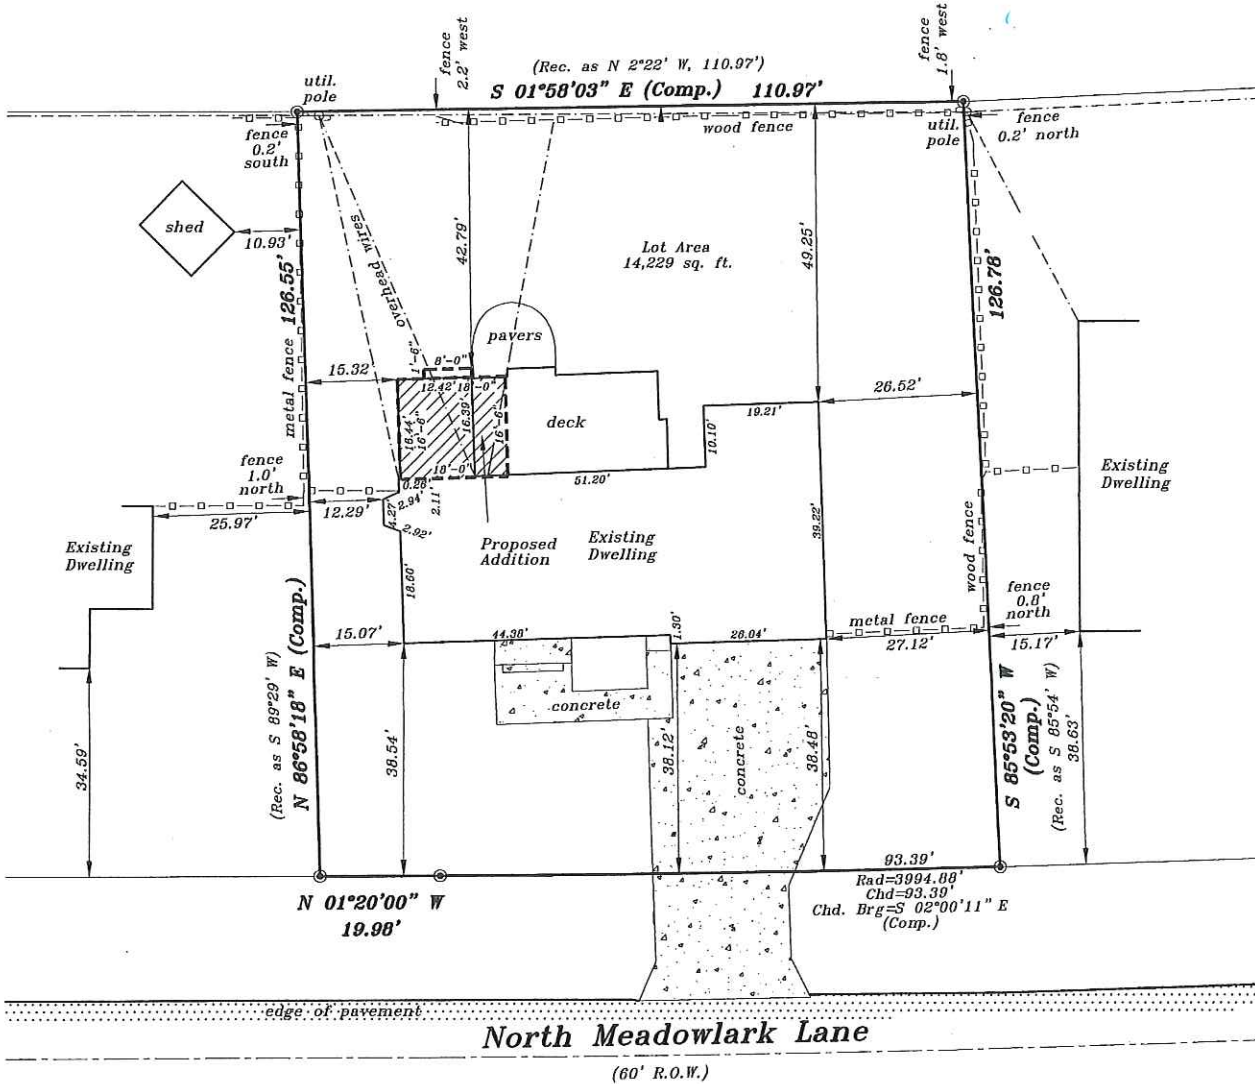 fence
2.2' west
fence
1.8' west
(Rec. as N 2°22' W, 110.97')
S 01°58'03" E (Comp.) 110.97'
util.
pole
wood fence
util.
pole
fence
0.2' north
fence
0.2'
south
shed
10.93'
overhead wires
42.79'
Lot Area
14,229 sq. ft.
49.25'
metal fence
126.55'
126.78'
pavers
15.32'
1'-6"
8'-0"
12.42'
18'-0"
16.44'
16'-6"
16.39'
16'-6"
deck
19.21'
10.10'
26.52'
fence
1.0'
north
18'-0"
51.20'
0.26'
2.94'
2.11'
4.27'
2.92'
12.29'
25.97'
Existing
Dwelling
Proposed
Addition
Existing
Dwelling
39.22'
Existing
Dwelling
wood fence
18.60'
fence
0.8'
north
15.07'
44.38'
1.30'
26.04'
metal fence
27.12'
15.17'
N 86°58'18" E (Comp.)
(Rec. as S 89°29' W)
34.59'
38.54'
concrete
38.12'
concrete
38.48'
S 85°53'20" W
(Comp.)
(Rec. as S 85°54' W)
38.63'
93.39'
Rad=3994.88'
Chd=93.39'
Chd. Brg=S 02°00'11" E
(Comp.)
N 01°20'00" W
19.98'
edge of pavement
North Meadowlark Lane
(60' R.O.W.)